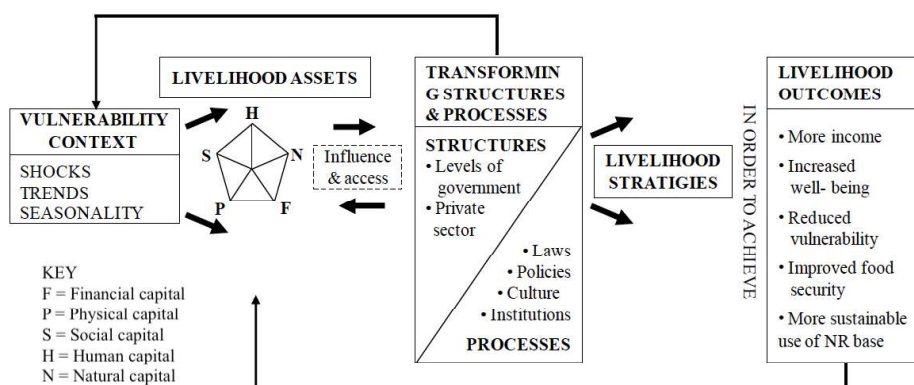 LIVELIHOOD ASSETS
VULNERABILITY
CONTEXT
SHOCKS
TRENDS
SEASONALITY
H
S
N
P
F
Influence
& access
TRANSFORMIN
G STRUCTURES
& PROCESSES
STRUCTURES
• Levels of
government
• Private
sector
• Laws
• Policies
• Culture
• Institutions
PROCESSES
LIVELIHOOD
STRATIGIES
IN ORDER TO ACHIEVE
LIVELIHOOD
OUTCOMES
• More income
• Increased
well- being
• Reduced
vulnerability
• Improved food
security
• More sustainable
use of NR base
KEY
F = Financial capital
P = Physical capital
S = Social capital
H = Human capital
N = Natural capital